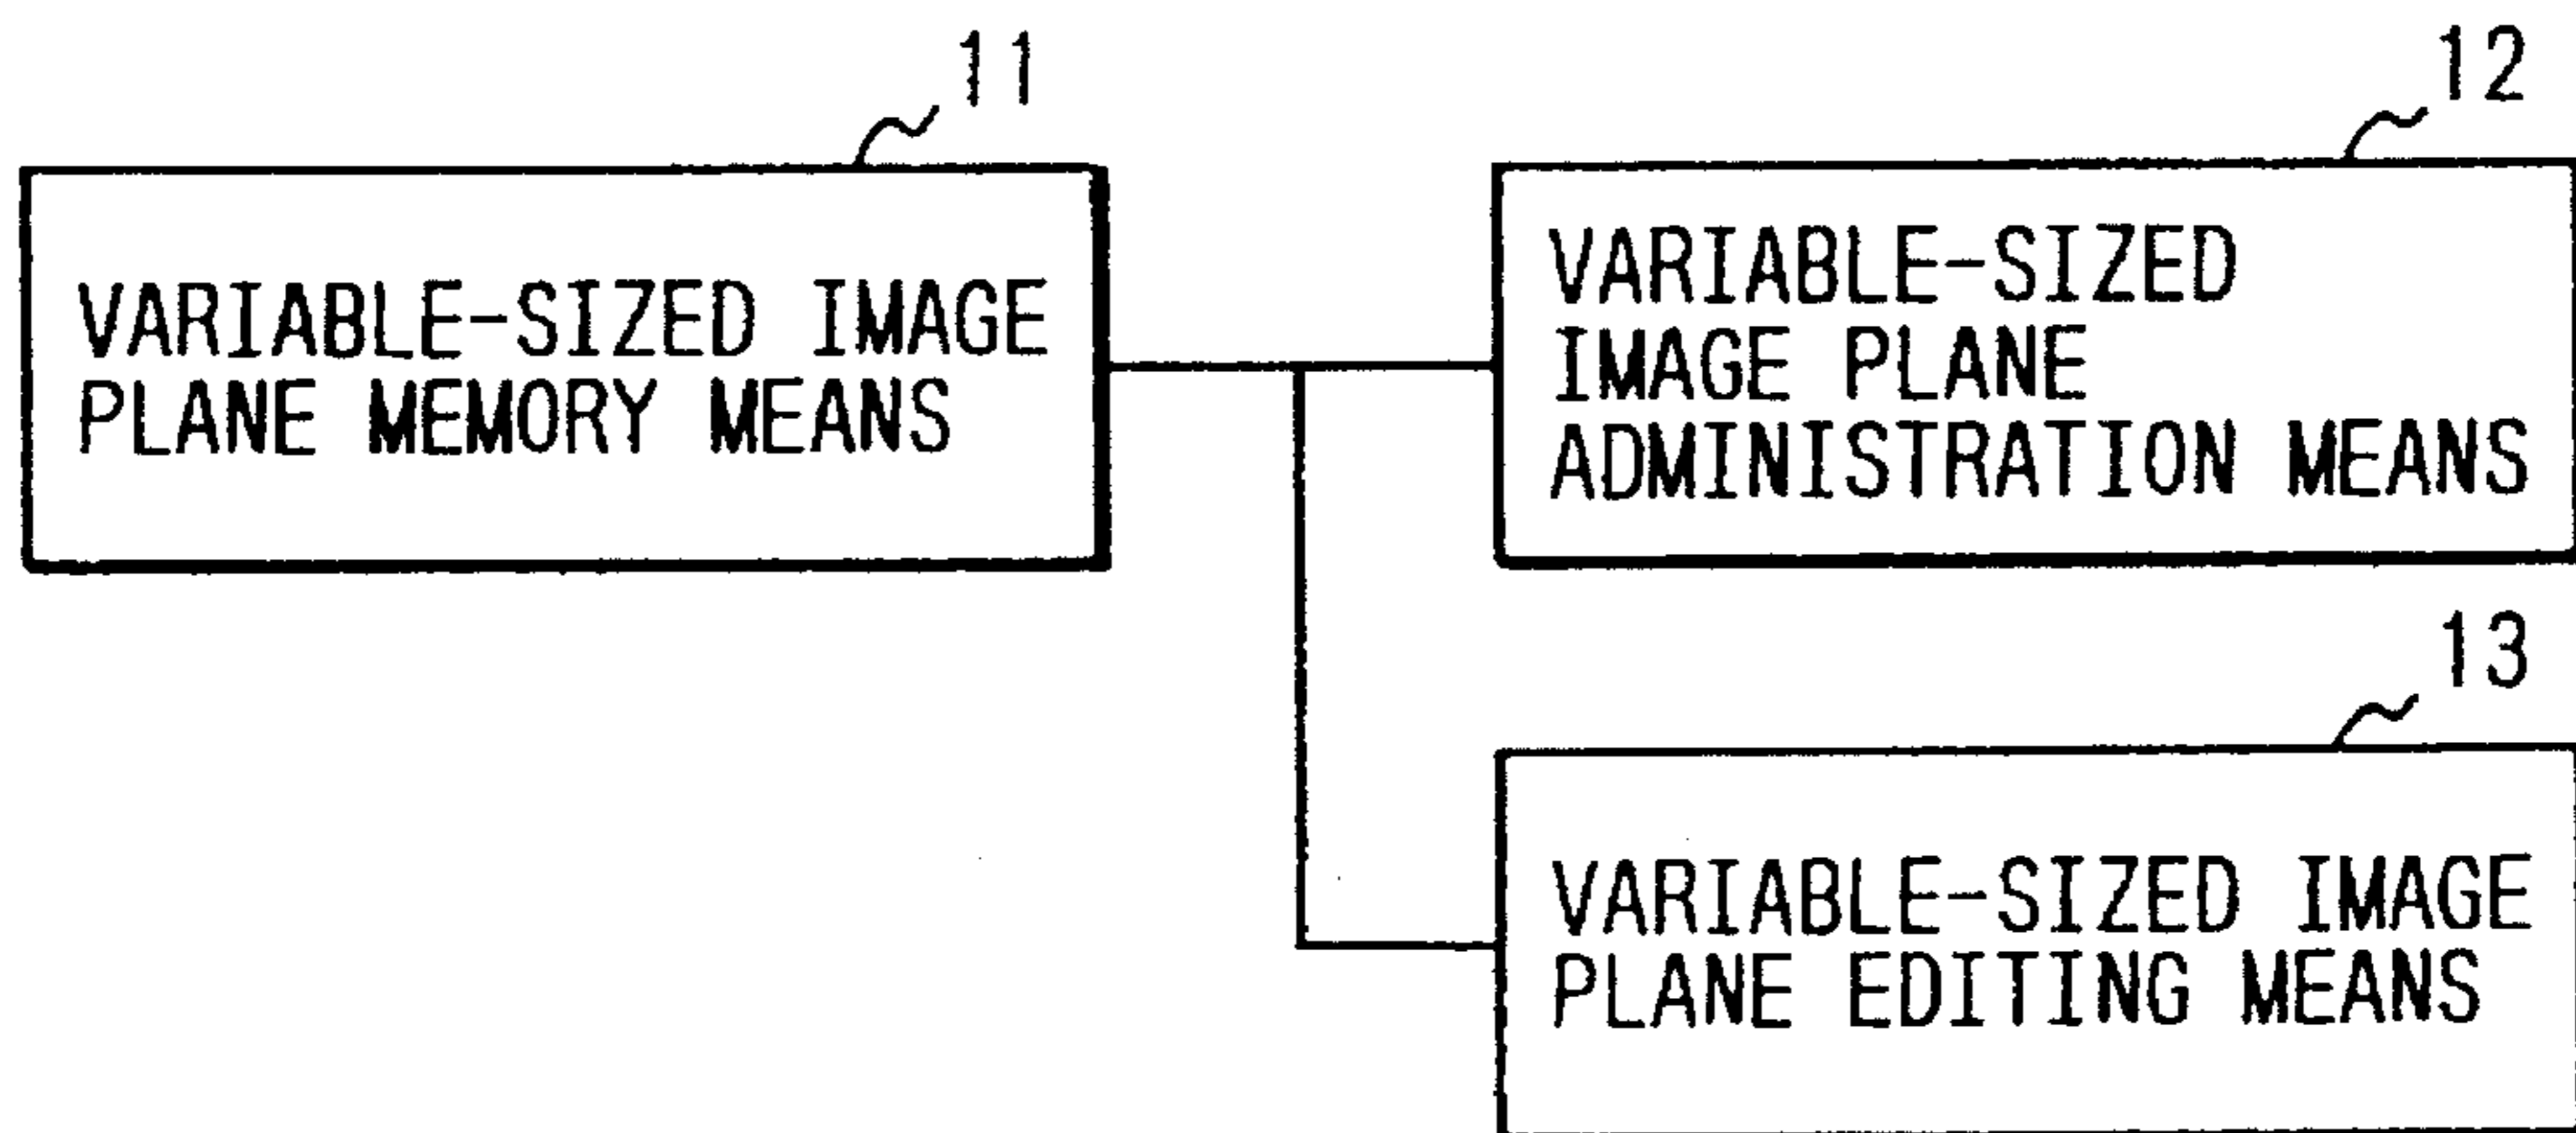 11
VARIABLE-SIZED IMAGE
PLANE MEMORY MEANS
12
VARIABLE-SIZED
IMAGE PLANE
ADMINISTRATION MEANS
13
VARIABLE-SIZED IMAGE
PLANE EDITING MEANS